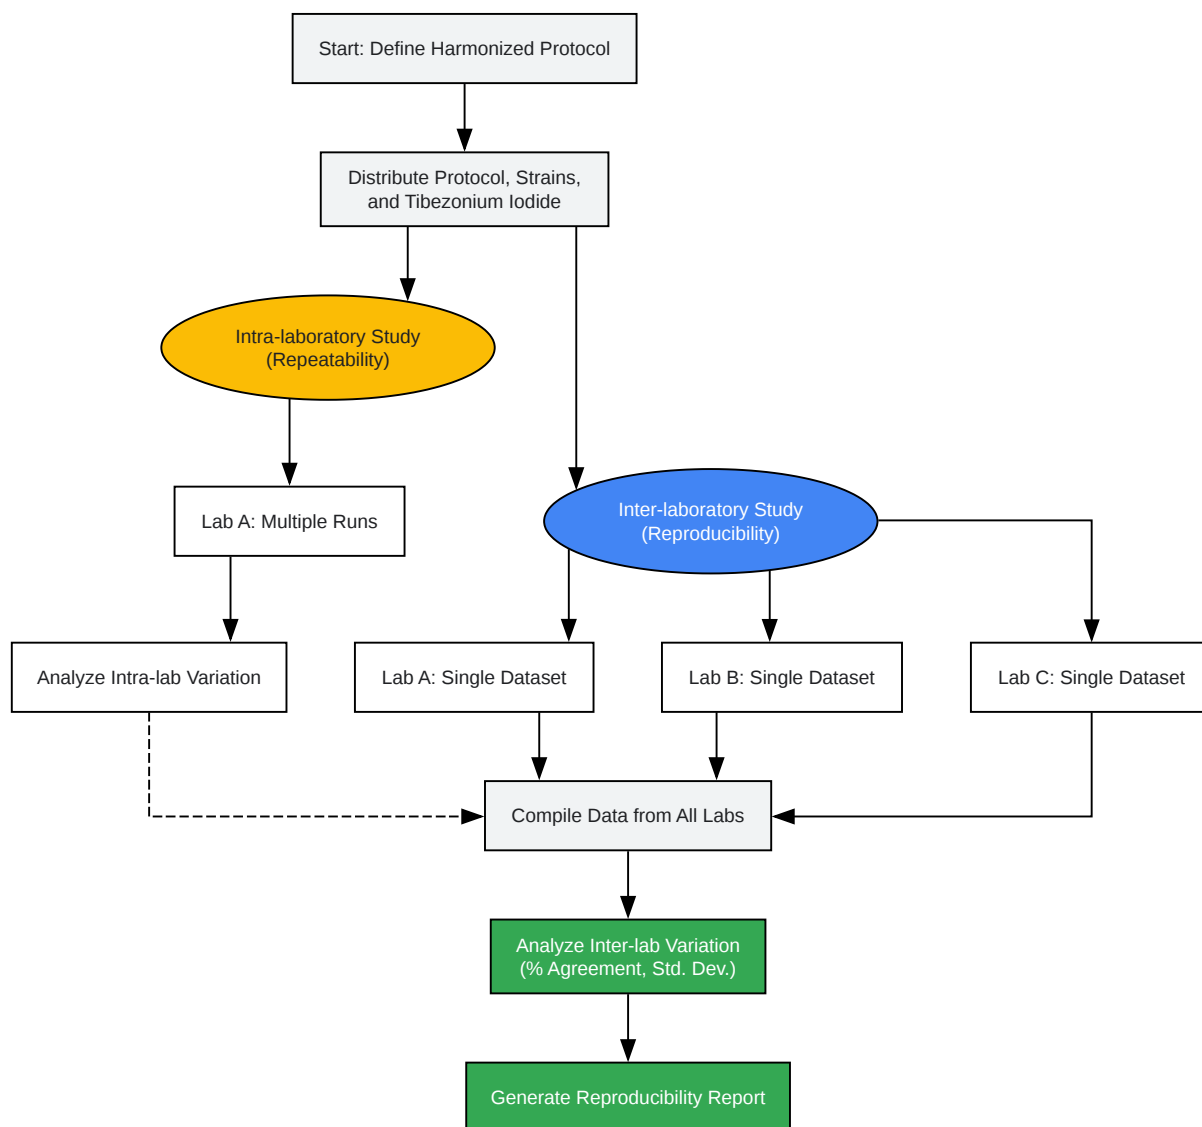 Start: Define Harmonized Protocol
Distribute Protocol, Strains,
and Tibezonium Iodide
Intra-laboratory Study
(Repeatability)
Lab A: Multiple Runs
Inter-laboratory Study
(Reproducibility)
Analyze Intra-lab Variation
Lab A: Single Dataset
Lab B: Single Dataset
Lab C: Single Dataset
Compile Data from All Labs
Analyze Inter-lab Variation
(% Agreement, Std. Dev.)
Generate Reproducibility Report